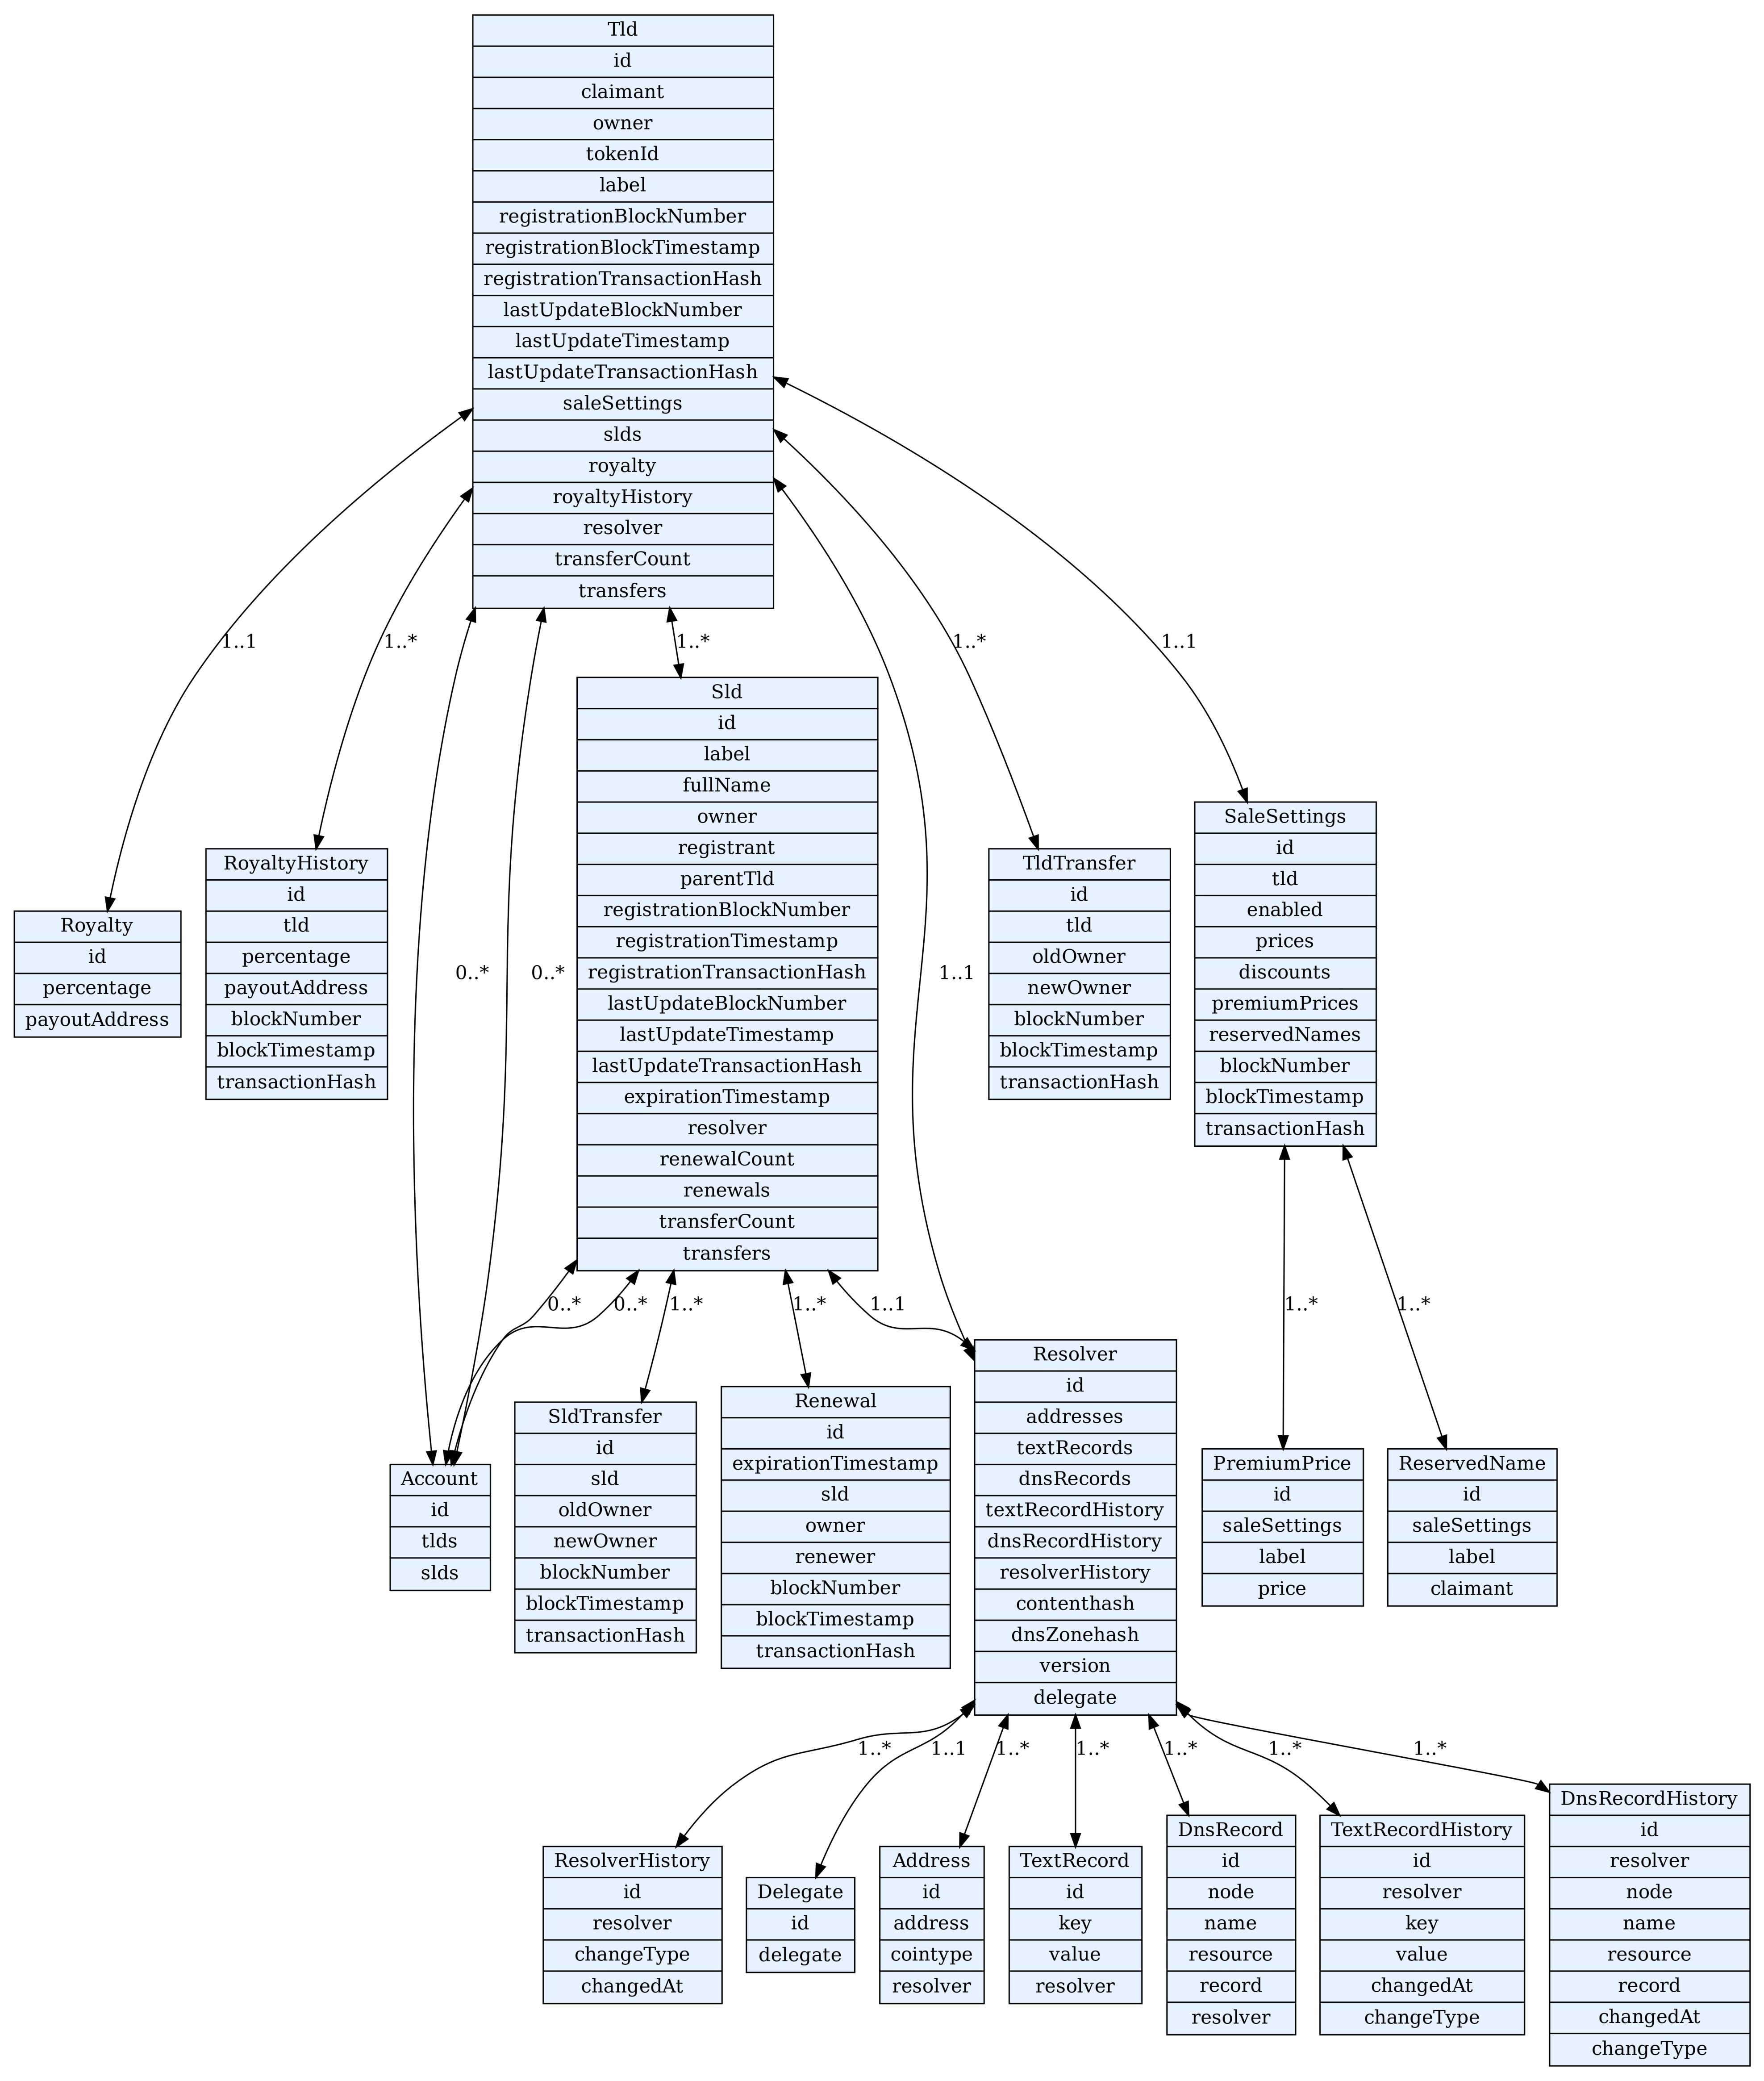 Tld
id
claimant
owner
tokenId
label
registrationBlockNumber
registrationBlockTimestamp
registrationTransactionHash
lastUpdateBlockNumber
lastUpdateTimestamp
lastUpdateTransactionHash
saleSettings
slds
royalty
royaltyHistory
resolver
transferCount
transfers
1..1
1..*
1..*
1..*
1..1
Sld
id
label
fullName
owner
registrant
parentTld
registrationBlockNumber
registrationTimestamp
registrationTransactionHash
lastUpdateBlockNumber
lastUpdateTimestamp
lastUpdateTransactionHash
expirationTimestamp
resolver
renewalCount
renewals
transferCount
transfers
Royalty
id
percentage
payoutAddress
RoyaltyHistory
id
tld
percentage
payoutAddress
blockNumber
blockTimestamp
transactionHash
0..*
0..*
1..1
TldTransfer
id
tld
oldOwner
newOwner
blockNumber
blockTimestamp
transactionHash
SaleSettings
id
tld
enabled
prices
discounts
premiumPrices
reservedNames
blockNumber
blockTimestamp
transactionHash
0..*
0..*
1..*
1..*
1..1
1..*
1..*
Account
id
tlds
slds
SldTransfer
id
sld
oldOwner
newOwner
blockNumber
blockTimestamp
transactionHash
Renewal
id
expirationTimestamp
sld
owner
renewer
blockNumber
blockTimestamp
transactionHash
Resolver
id
addresses
textRecords
dnsRecords
textRecordHistory
dnsRecordHistory
resolverHistory
contenthash
dnsZonehash
version
delegate
PremiumPrice
id
saleSettings
label
price
ReservedName
id
saleSettings
label
claimant
1..*
1..1
1..*
1..*
1..*
1..*
1..*
ResolverHistory
id
resolver
changeType
changedAt
Delegate
id
delegate
Address
id
address
cointype
resolver
TextRecord
id
key
value
resolver
DnsRecord
id
node
name
resource
record
resolver
TextRecordHistory
id
resolver
key
value
changedAt
changeType
DnsRecordHistory
id
resolver
node
name
resource
record
changedAt
changeType